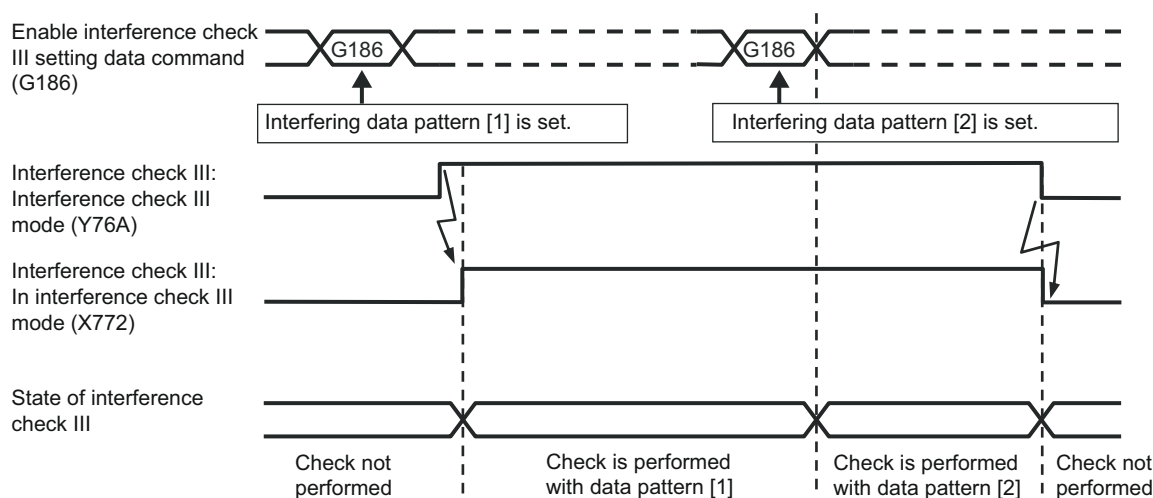 Enable interference check
III setting data command
(G186)
G186
G186
Interfering data pattern [1] is set.
Interfering data pattern [2] is set.
Interference check III:
Interference check III
mode (Y76A)
Interference check III:
In interference check III
mode (X772)
State of interference
check III
Check not
performed
Check is performed
with data pattern [1]
Check is performed
with data pattern [2]
Check not
performed